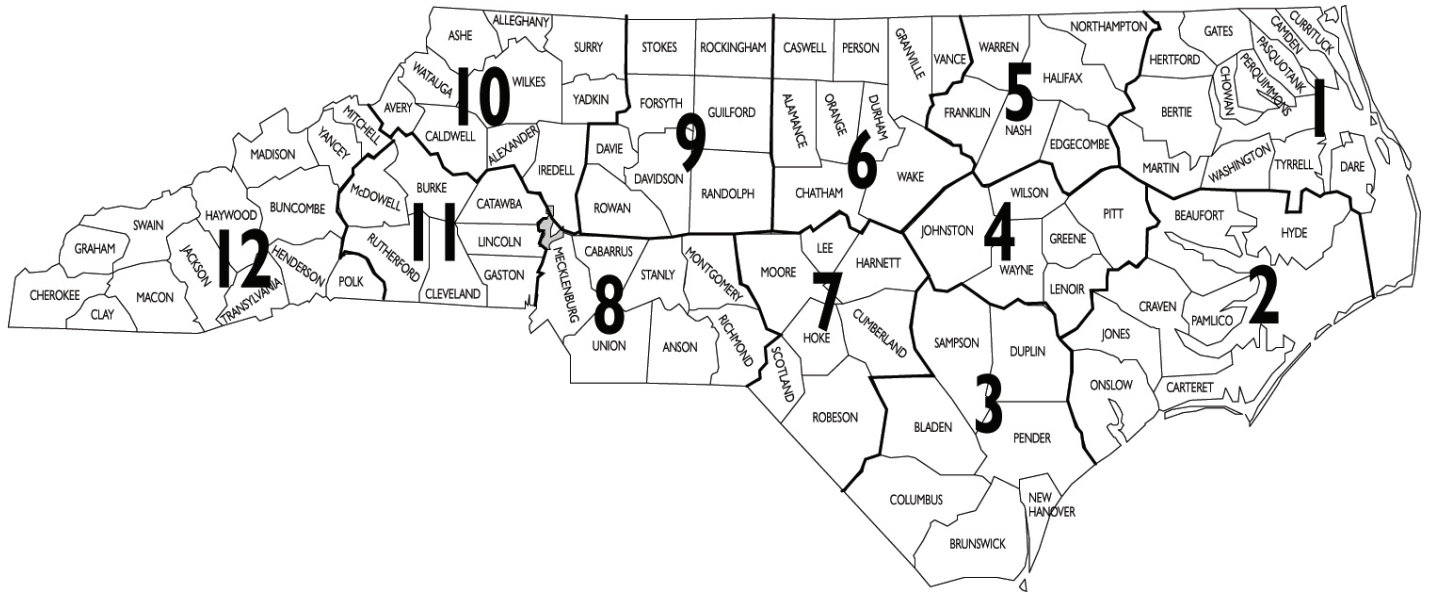 ALLEGHANY
ASHE
SURRY
STOKES
ROCKINGHAM
CASWELL
PERSON
GRANVILLE
VANCE
WARREN
NORTHAMPTON
GATES
CURRITUCK
CAMDEN
PASQUOTANK
PERQUIMMONS
CHOWAN
HERTFORD
WATAUGA
10
WILKES
YADKIN
FORSYTH
GUILFORD
ALAMANCE
ORANGE
DURHAM
FRANKLIN
5
HALIFAX
NASH
EDGECOMBE
BERTIE
1
AVERY
MITCHELL
YANCEY
CALDWELL
ALEXANDER
IREDELL
DAVIE
9
DAVIDSON
RANDOLPH
ROWAN
CHATHAM
6
WAKE
MARTIN
WASHINGTON
TYRRELL
DARE
MADISON
McDOWELL
BURKE
CATAWBA
WILSON
PITT
BEAUFORT
HYDE
SWAIN
HAYWOOD
BUNCOMBE
11
LINCOLN
GASTON
RUTHERFORD
CLEVELAND
POLK
GRAHAM
JACKSON
12
HENDERSON
TRANSYLVANIA
CHEROKEE
CLAY
MACON
MECKLENBURG
CABARRUS
STANLY
MONTGOMERY
8
UNION
ANSON
RICHMOND
MOORE
LEE
HARNETT
7
HOKE
CUMBERLAND
SCOTLAND
ROBESON
JOHNSTON
4
GREENE
WAYNE
LENOIR
CRAVEN
PAMLICO
2
JONES
ONSLOW
CARTERET
SAMPSON
DUPLIN
3
BLADEN
PENDER
COLUMBUS
NEW
HANOVER
BRUNSWICK